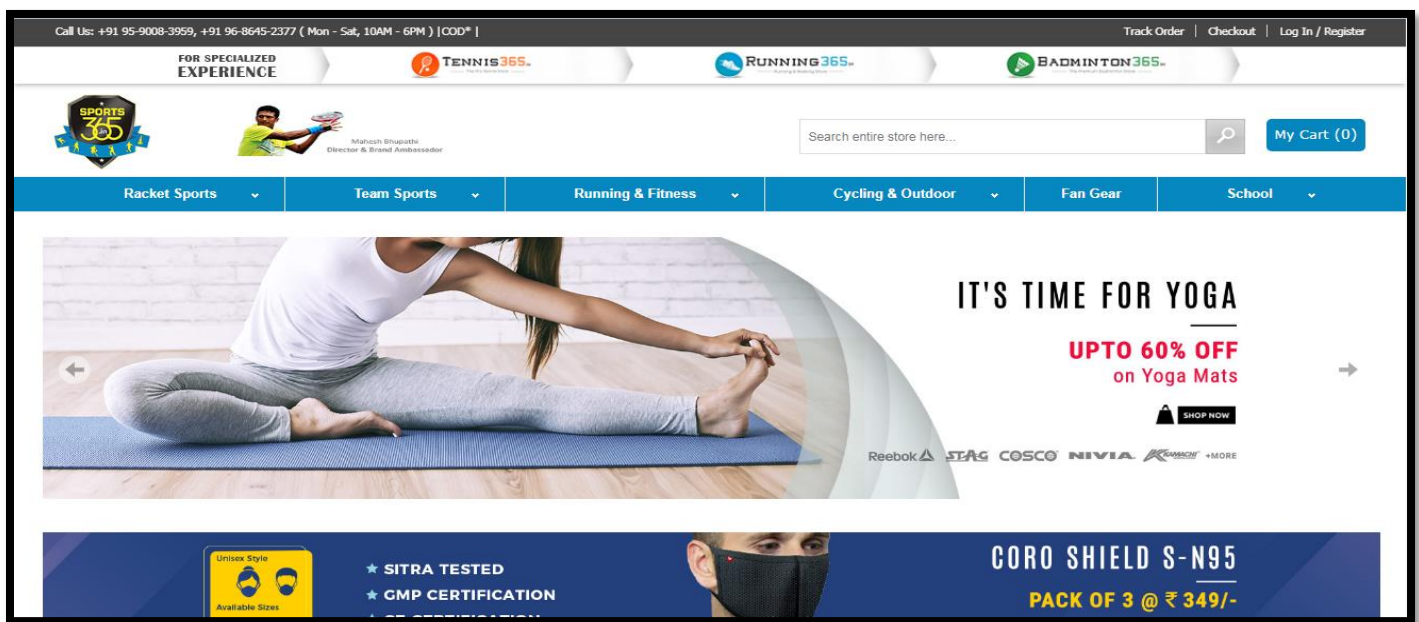 Call Us: +91 95-9008-3959, +91 96-8645-2377 ( Mon - Sat, 10AM - 6PM ) |COD* |
Track Order | Checkout | Log In / Register
FOR SPECIALIZED
EXPERIENCE
TENNIS365
RUNNING365
BADMINTON365
SPORTS
365
Mahesh Bhupathi
Director & Brand Ambassador
Search entire store here...
My Cart (0)
Racket Sports
Team Sports
Running & Fitness
Cycling & Outdoor
Fan Gear
School
IT'S TIME FOR YOGA
UPTO 60% OFF
on Yoga Mats
SHOP NOW
Reebok STAG COSCO NIVIA KAMACHI +MORE
Unisex Style
Available Sizes
★ SITRA TESTED
★ GMP CERTIFICATION
★ CE CERTIFICATION
CORO SHIELD S-N95
PACK OF 3 @ ₹ 349/-